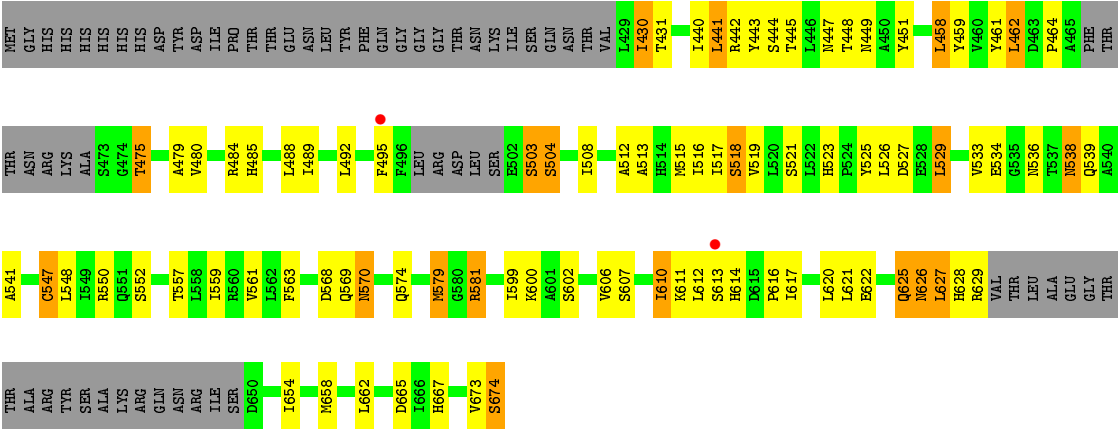 MET GLY HIS HIS HIS HIS HIS HIS ASP TYR ASP ILE PRO THR THR GLU ASN LEU TYR PHE GLN GLY GLY GLY THR ASN LYS ILE SER GLN ASN THR VAL L429 I430 T431 I440 L441 R442 Y443 S444 T445 L446 N447 T448 N449 A450 Y451 L458 Y459 V460 Y461 L462 D463 P464 A465 PHE THR
THR ASN ARG LYS ALA S473 G474 T475 A479 V480 R484 H485 L488 I489 L492 F495 F496 LEU ARG ASP LEU SER E502 S503 S504 I508 A512 A513 H514 M515 I516 I517 S518 V519 L520 S521 L522 H523 P524 Y525 L526 D527 E528 L529 V533 E534 G535 N536 T537 N538 Q539 A540
A541 C547 L548 I549 R550 Q551 S552 T557 L558 I559 R560 V561 L562 F563 D568 Q569 N570 Q574 M579 G580 R581 I599 K600 A601 S602 V606 S607 I610 K611 L612 S613 H614 D615 P616 I617 L620 L621 E622 Q625 N626 L627 H628 R629 VAL THR LEU ALA GLU GLY THR
THR ALA ARG TYR SER ALA LYS ARG GLN ASN ARG ILE SER D650 I654 M658 L662 D665 I666 H667 V673 S674